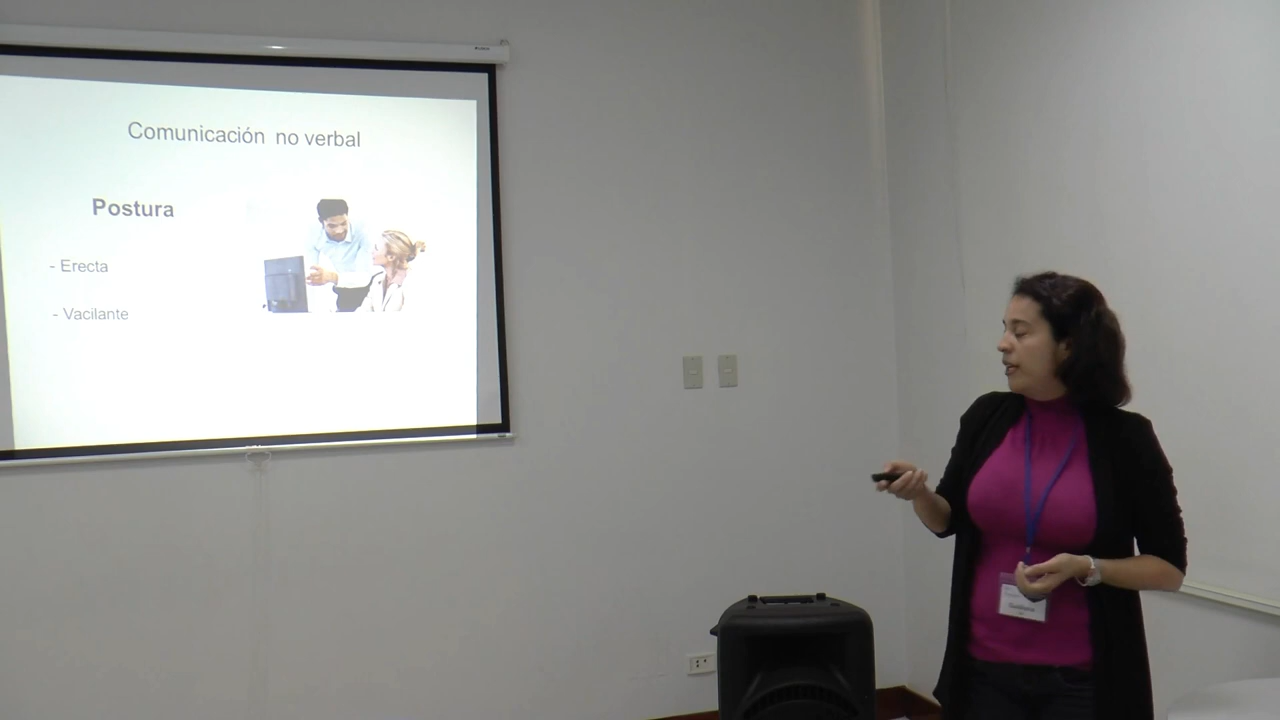 Comunicación no verbal
Postura
- Erecta
- Vacilante